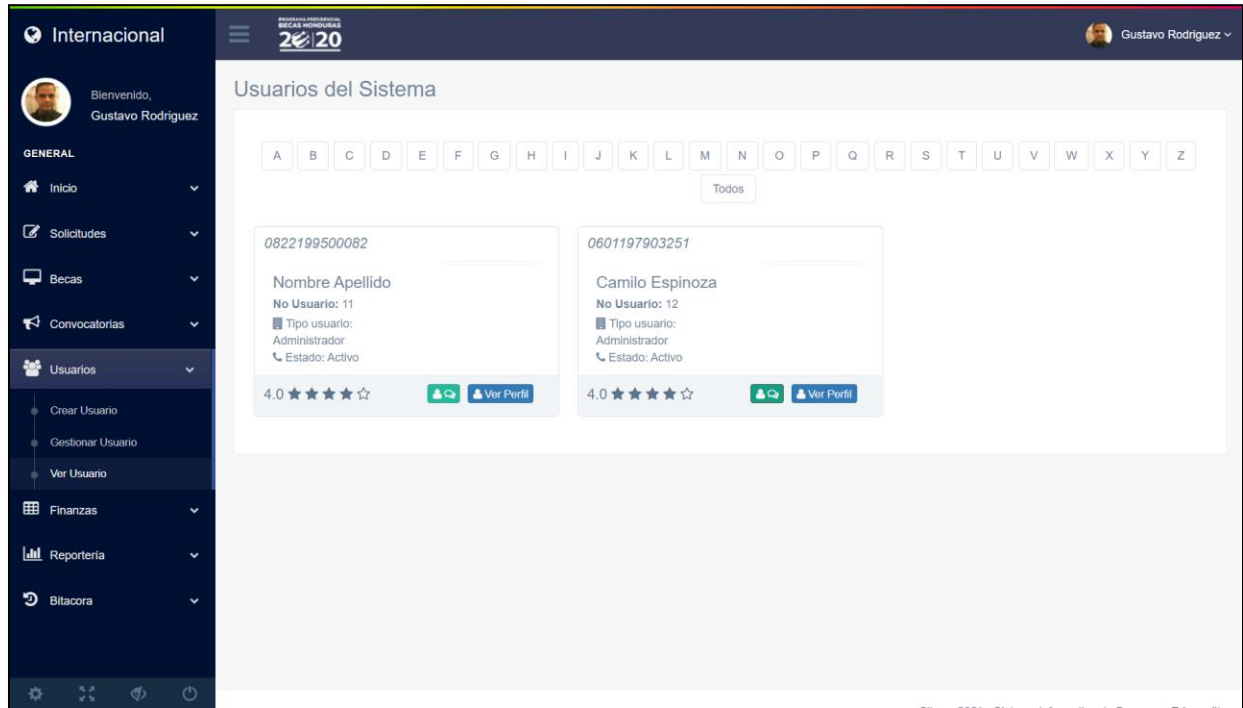 Internacional
PROGRAMA PRESIDENCIAL
BECAS HONDURAS
2020
Gustavo Rodriguez
Bienvenido,
Gustavo Rodriguez
GENERAL
Inicio
Solicitudes
Becas
Convocatorias
Usuarios
Crear Usuario
Gestionar Usuario
Ver Usuario
Finanzas
Reportería
Bitacora
Usuarios del Sistema
A B C D E F G H I J K L M N O P Q R S T U V W X Y Z
Todos
0822199500082
Nombre Apellido
No Usuario: 11
Tipo usuario:
Administrador
Estado: Activo
4.0
Ver Perfil
0601197903251
Camilo Espinoza
No Usuario: 12
Tipo usuario:
Administrador
Estado: Activo
4.0
Ver Perfil